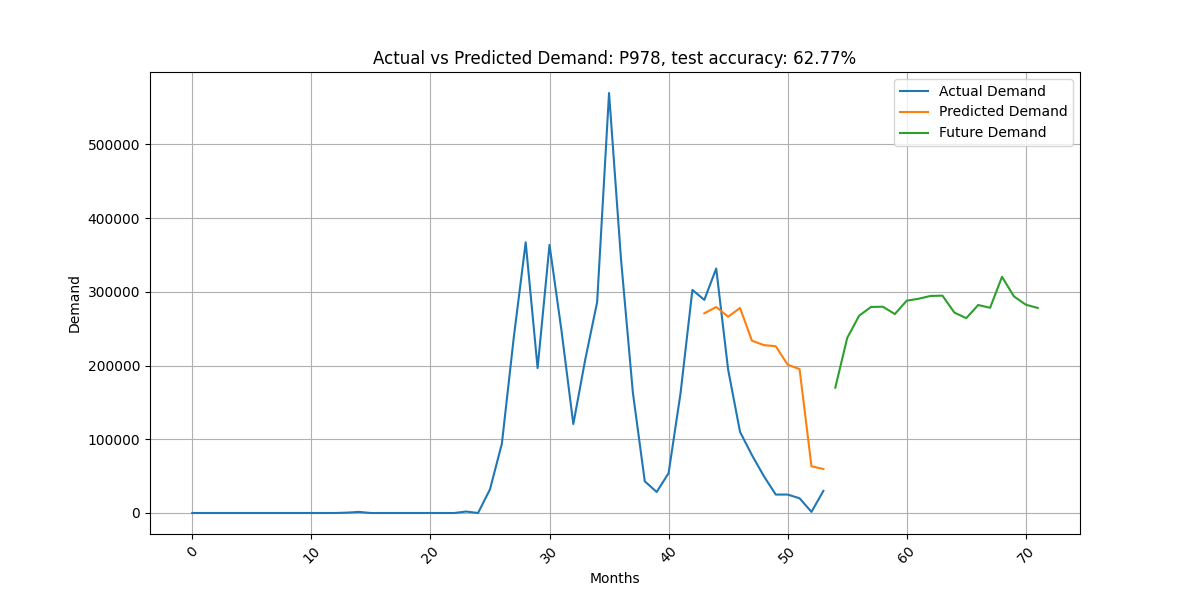 Actual vs Predicted Demand: P978, test accuracy: 62.77%
Actual Demand
Predicted Demand
Future Demand
500000
400000
300000
200000
100000
0
Demand
0 10 20 30 40 50 60 70
Months